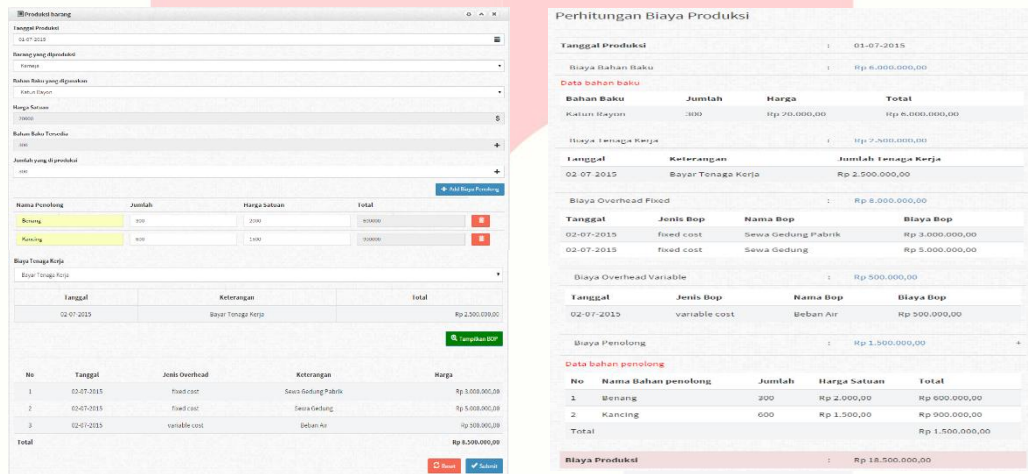 Produksi barang
Tanggal Produksi
01-07-2015
Barang yang diproduksi
Kemeja
Bahan Baku yang digunakan
Katun Rayon
Harga Satuan
20000
$
Bahan Baku Tersedia
300
+
Jumlah yang di produksi
300
+
+ Add Biaya Penolong
Nama Penolong Jumlah Harga Satuan Total
Benang 300 2000 600000
Kancing 600 1500 900000
Biaya Tenaga Kerja
Bayar Tenaga Kerja
Tanggal Keterangan Total
02-07-2015 Bayar Tenaga Kerja Rp 2.500.000,00
Tampilkan BOP
No Tanggal Jenis Overhead Keterangan Harga
1 02-07-2015 fixed cost Sewa Gedung Pabrik Rp 3.000.000,00
2 02-07-2015 fixed cost Sewa Gedung Rp 5.000.000,00
3 02-07-2015 variable cost Beban Air Rp 500.000,00
Total Rp 8.500.000,00
Reset Submit
Perhitungan Biaya Produksi
Tanggal Produksi : 01-07-2015
Biaya Bahan Baku : Rp 6.000.000,00
Data bahan baku
Bahan Baku Jumlah Harga Total
Katun Rayon 300 Rp 20.000,00 Rp 6.000.000,00
Biaya Tenaga Kerja : Rp 2.500.000,00
Tanggal Keterangan Jumlah Tenaga Kerja
02-07-2015 Bayar Tenaga Kerja Rp 2.500.000,00
Biaya Overhead Fixed : Rp 8.000.000,00
Tanggal Jenis Bop Nama Bop Biaya Bop
02-07-2015 fixed cost Sewa Gedung Pabrik Rp 3.000.000,00
02-07-2015 fixed cost Sewa Gedung Rp 5.000.000,00
Biaya Overhead Variable : Rp 500.000,00
Tanggal Jenis Bop Nama Bop Biaya Bop
02-07-2015 variable cost Beban Air Rp 500.000,00
Biaya Penolong : Rp 1.500.000,00 +
Data bahan penolong
No Nama Bahan penolong Jumlah Harga Satuan Total
1 Benang 300 Rp 2.000,00 Rp 600.000,00
2 Kancing 600 Rp 1.500,00 Rp 900.000,00
Total Rp 1.500.000,00
Biaya Produksi : Rp 18.500.000,00